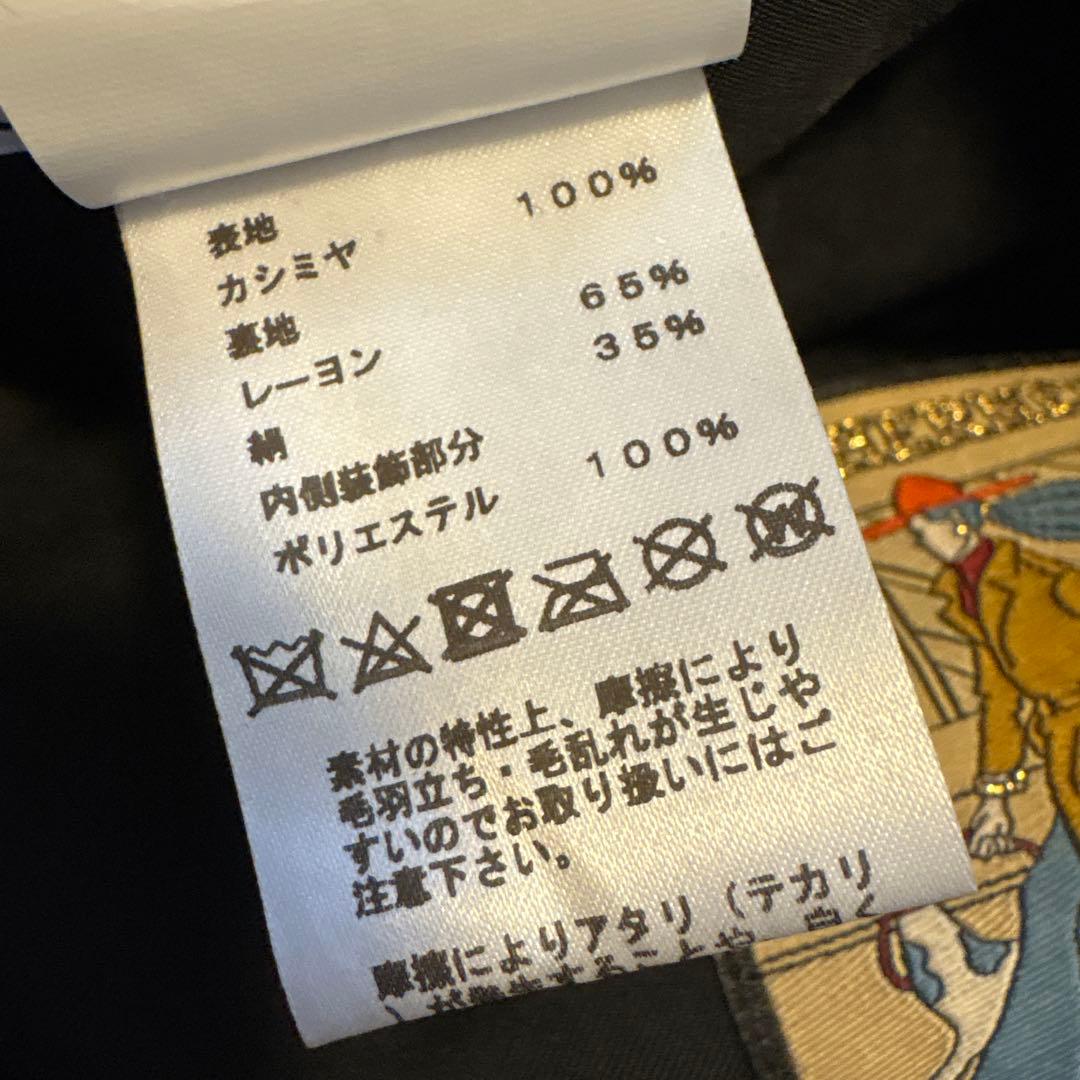 表地
カシミヤ 100%
裏地
レーヨン 65%
絹 35%
内側装飾部分
ポリエステル 100%
W
素材の特性上、摩擦により
毛羽立ち・毛乱れが生じや
すいのでお取り扱いにはご
注意下さい。
摩擦によりアタリ（テカリ